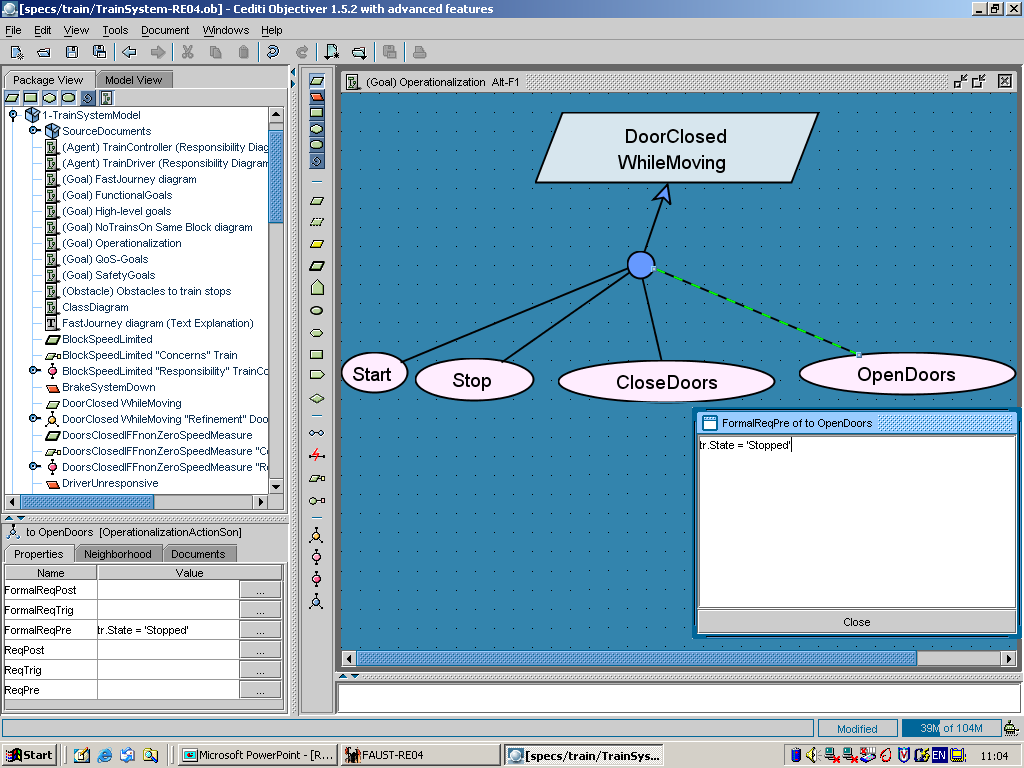 [specs/train/TrainSystem-RE04.ob] - Cediti Objectiver 1.5.2 with advanced features
File Edit View Tools Document Windows Help
Package View Model View
1-TrainSystemModel
SourceDocuments
(Agent) TrainController (Responsibility Diag
(Agent) TrainDriver (Responsibility Diagram
(Goal) FastJourney diagram
(Goal) FunctionalGoals
(Goal) High-level goals
(Goal) NoTrainsOn Same Block diagram
(Goal) Operationalization
(Goal) QoS-Goals
(Goal) SafetyGoals
(Obstacle) Obstacles to train stops
ClassDiagram
FastJourney diagram (Text Explanation)
BlockSpeedLimited
BlockSpeedLimited "Concerns" Train
BlockSpeedLimited "Responsibility" TrainCo
BrakeSystemDown
DoorClosed WhileMoving
DoorClosed WhileMoving "Refinement" Doo
DoorsClosedIFFnonZeroSpeedMeasure
DoorsClosedIFFnonZeroSpeedMeasure "C
DoorsClosedIFFnonZeroSpeedMeasure "R
DriverUnresponsive
to OpenDoors [OperationalizationActionSon]
Properties Neighborhood Documents
Name Value
FormalReqPost ...
FormalReqTrig ...
FormalReqPre tr.State = 'Stopped' ...
ReqPost ...
ReqTrig ...
ReqPre ...
(Goal) Operationalization Alt-F1
DoorClosed
WhileMoving
Start
Stop
CloseDoors
OpenDoors
FormalReqPre of to OpenDoors
tr.State = 'Stopped'
Close
Modified
39M of 104M
Start
Microsoft PowerPoint - [R...
FAUST-RE04
[specs/train/TrainSys...
EN
11:04